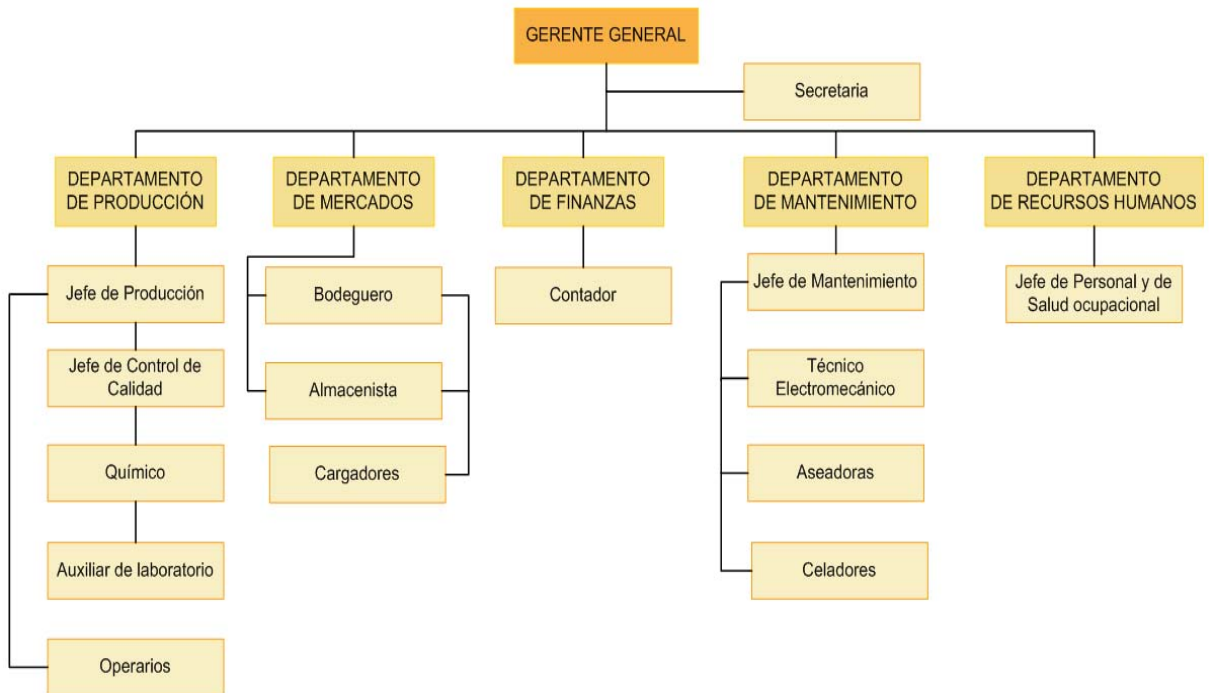 GERENTE GENERAL
Secretaria
DEPARTAMENTO
DE PRODUCCIÓN
DEPARTAMENTO
DE MERCADOS
DEPARTAMENTO
DE FINANZAS
DEPARTAMENTO
DE MANTENIMIENTO
DEPARTAMENTO
DE RECURSOS HUMANOS
Jefe de Producción
Jefe de Control de
Calidad
Químico
Auxiliar de laboratorio
Operarios
Bodeguero
Almacenista
Cargadores
Contador
Jefe de Mantenimiento
Técnico
Electromecánico
Aseadoras
Celadores
Jefe de Personal y de
Salud ocupacional